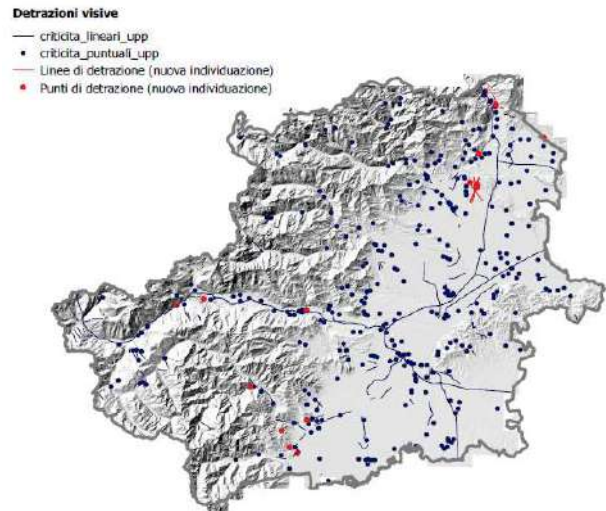 Detrazioni visive
criticita_lineari_upp
criticita_puntuali_upp
Linee di detrazione (nuova individuazione)
Punti di detrazione (nuova individuazione)